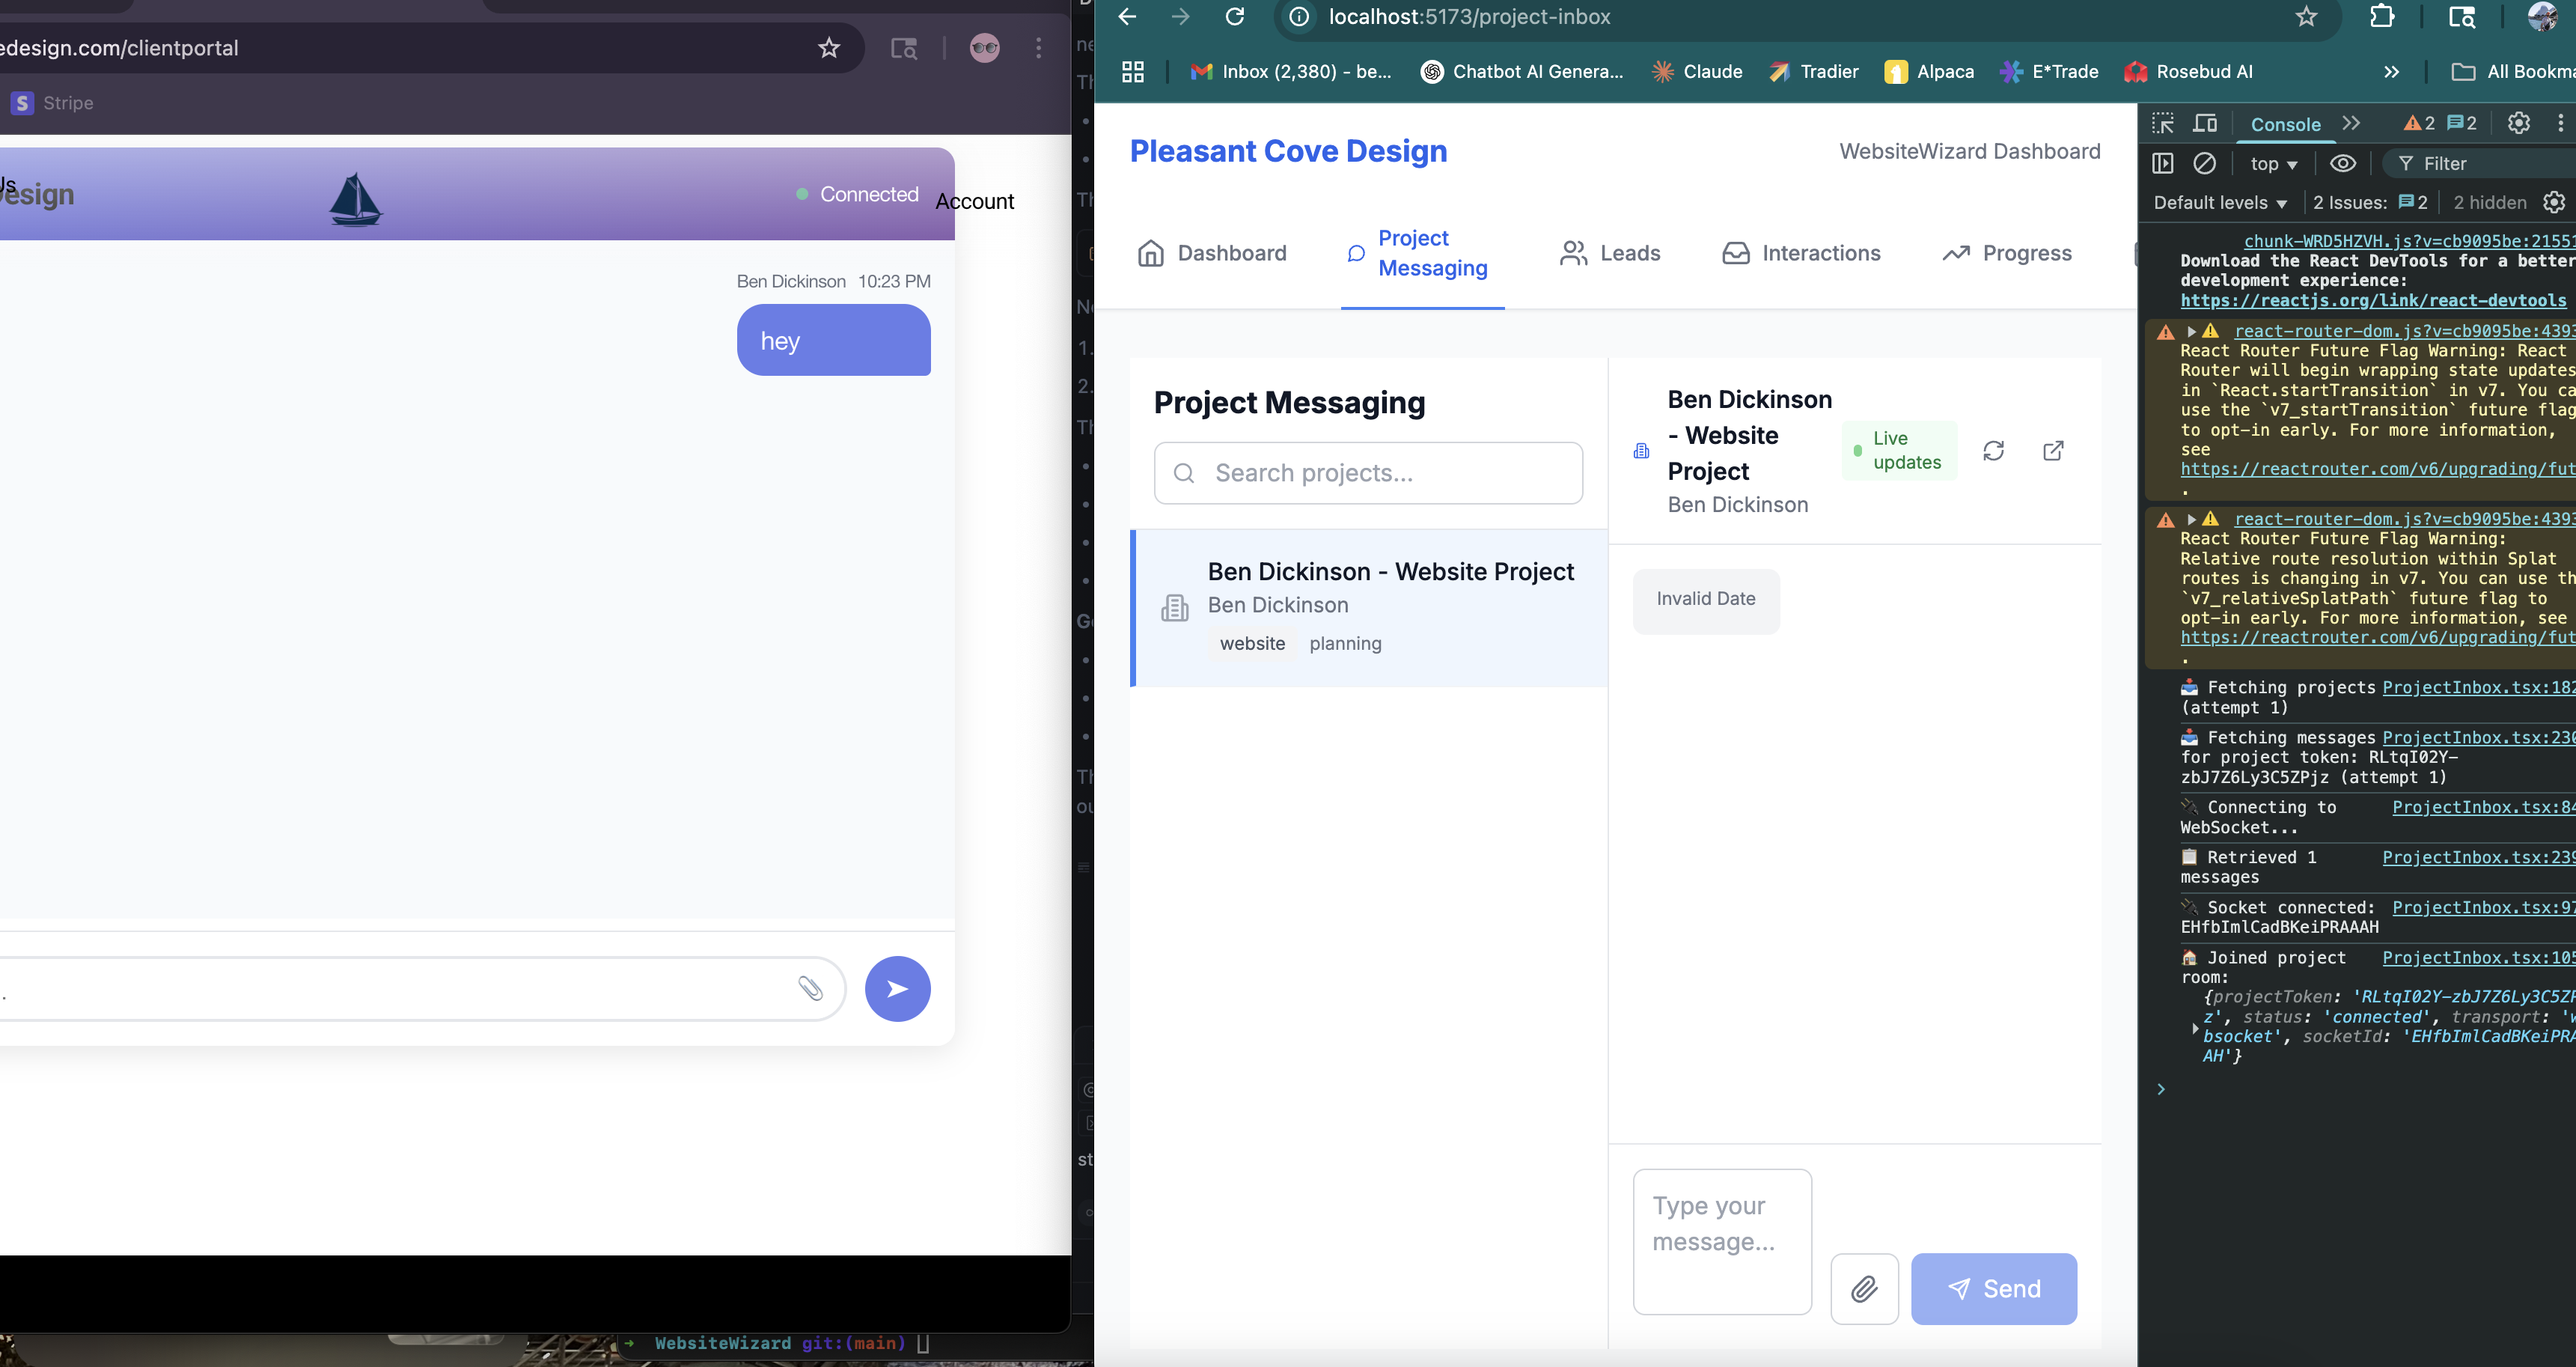 edesign.com/clientportal
Stripe
Us
Design
Connected
Account
Ben Dickinson 10:23 PM
hey
.
WebsiteWizard git:(main)
localhost:5173/project-inbox
Inbox (2,380) - be...
Chatbot AI Genera...
Claude
Tradier
Alpaca
E*Trade
Rosebud AI
All Bookma
Pleasant Cove Design
WebsiteWizard Dashboard
Dashboard
Project
Messaging
Leads
Interactions
Progress
Project Messaging
Search projects...
Ben Dickinson - Website Project
Ben Dickinson
website planning
Ben Dickinson
- Website
Project
Ben Dickinson
Live
updates
Invalid Date
Type your
message...
Send
Console
2
2
top
Filter
Default levels
2 Issues: 2
2 hidden
chunk-WRD5HZVH.js?v=cb9095be:21551
Download the React DevTools for a better
development experience:
https://reactjs.org/link/react-devtools
react-router-dom.js?v=cb9095be:4393
React Router Future Flag Warning: React
Router will begin wrapping state updates
in `React.startTransition` in v7. You ca
use the `v7_startTransition` future flag
to opt-in early. For more information,
see
https://reactrouter.com/v6/upgrading/fut
.
react-router-dom.js?v=cb9095be:4393
React Router Future Flag Warning:
Relative route resolution within Splat
routes is changing in v7. You can use th
`v7_relativeSplatPath` future flag to
opt-in early. For more information, see
https://reactrouter.com/v6/upgrading/fut
.
Fetching projects ProjectInbox.tsx:182
(attempt 1)
Fetching messages ProjectInbox.tsx:230
for project token: RLtqI02Y-
zbJ7Z6Ly3C5ZPjz (attempt 1)
Connecting to ProjectInbox.tsx:84
WebSocket...
Retrieved 1 ProjectInbox.tsx:239
messages
Socket connected: ProjectInbox.tsx:97
EHfbImlCadBKeiPRAAAH
Joined project ProjectInbox.tsx:105
room:
{projectToken: 'RLtqI02Y-zbJ7Z6Ly3C5ZP
z', status: 'connected', transport: 'w
bsocket', socketId: 'EHfbImlCadBKeiPRA
AH'}